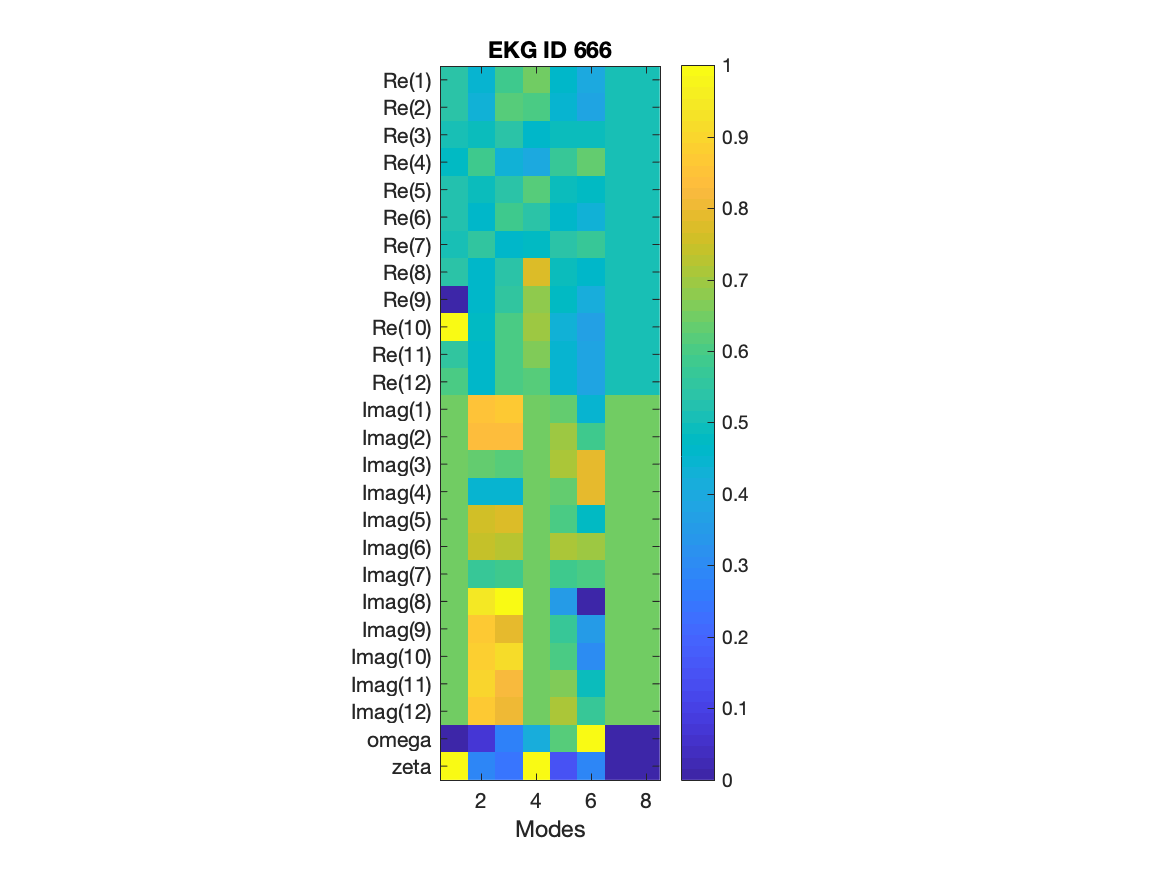 EKG ID 666
Re(1)
Re(2)
Re(3)
Re(4)
Re(5)
Re(6)
Re(7)
Re(8)
Re(9)
Re(10)
Re(11)
Re(12)
Imag(1)
Imag(2)
Imag(3)
Imag(4)
Imag(5)
Imag(6)
Imag(7)
Imag(8)
Imag(9)
Imag(10)
Imag(11)
Imag(12)
omega
zeta
2 4 6 8
Modes
1
0.9
0.8
0.7
0.6
0.5
0.4
0.3
0.2
0.1
0